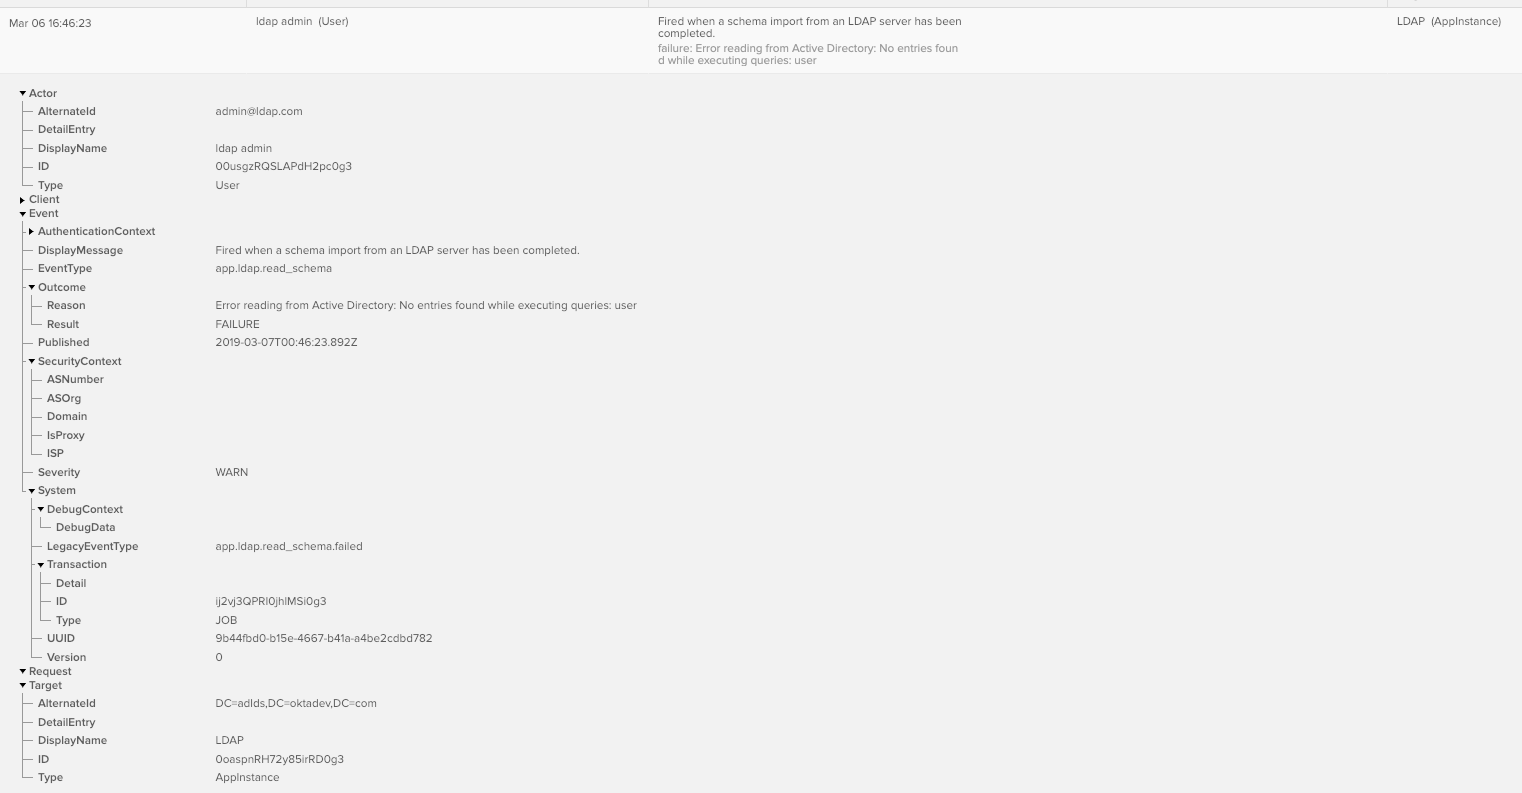 Mar 06 16:46:23
ldap admin (User)
Fired when a schema import from an LDAP server has been
completed.
failure: Error reading from Active Directory: No entries foun
d while executing queries: user
LDAP (AppInstance)
Actor
AlternateId admin@ldap.com
DetailEntry
DisplayName ldap admin
ID 00usgzRQSLAPdH2pc0g3
Type User
Client
Event
AuthenticationContext
DisplayMessage Fired when a schema import from an LDAP server has been completed.
EventType app.ldap.read_schema
Outcome
Reason Error reading from Active Directory: No entries found while executing queries: user
Result FAILURE
Published 2019-03-07T00:46:23.892Z
SecurityContext
ASNumber
ASOrg
Domain
IsProxy
ISP
Severity WARN
System
DebugContext
DebugData
LegacyEventType app.ldap.read_schema.failed
Transaction
Detail
ID ij2vj3QPRI0jhIMSi0g3
Type JOB
UUID 9b44fbd0-b15e-4667-b41a-a4be2cdbd782
Version 0
Request
Target
AlternateId DC=adlds,DC=oktadev,DC=com
DetailEntry
DisplayName LDAP
ID 0oaspnRH72y85irRD0g3
Type AppInstance